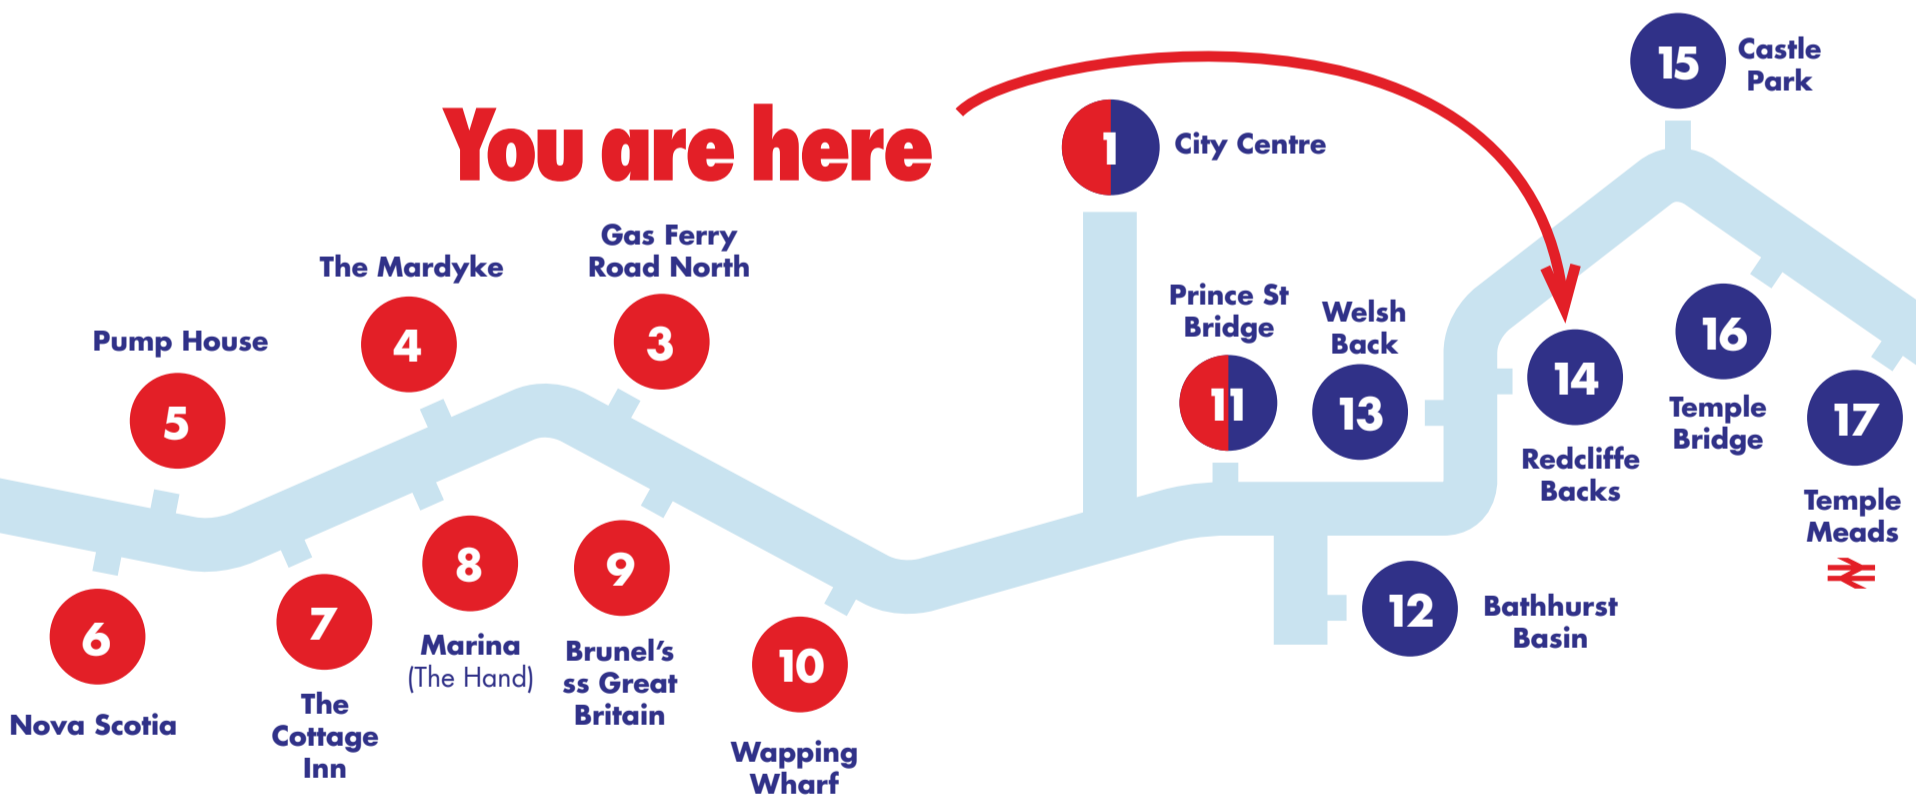 15
Castle
Park
You are here
1
City Centre
Gas Ferry
Road North
The Mardyke
3
4
Pump House
5
Prince St
Bridge
11
Welsh
Back
13
14
Redcliffe
Backs
16
Temple
Bridge
17
Temple
Meads
6
Nova Scotia
7
The
Cottage
Inn
8
Marina
(The Hand)
9
Brunel’s
ss Great
Britain
10
Wapping
Wharf
12
Bathhurst
Basin